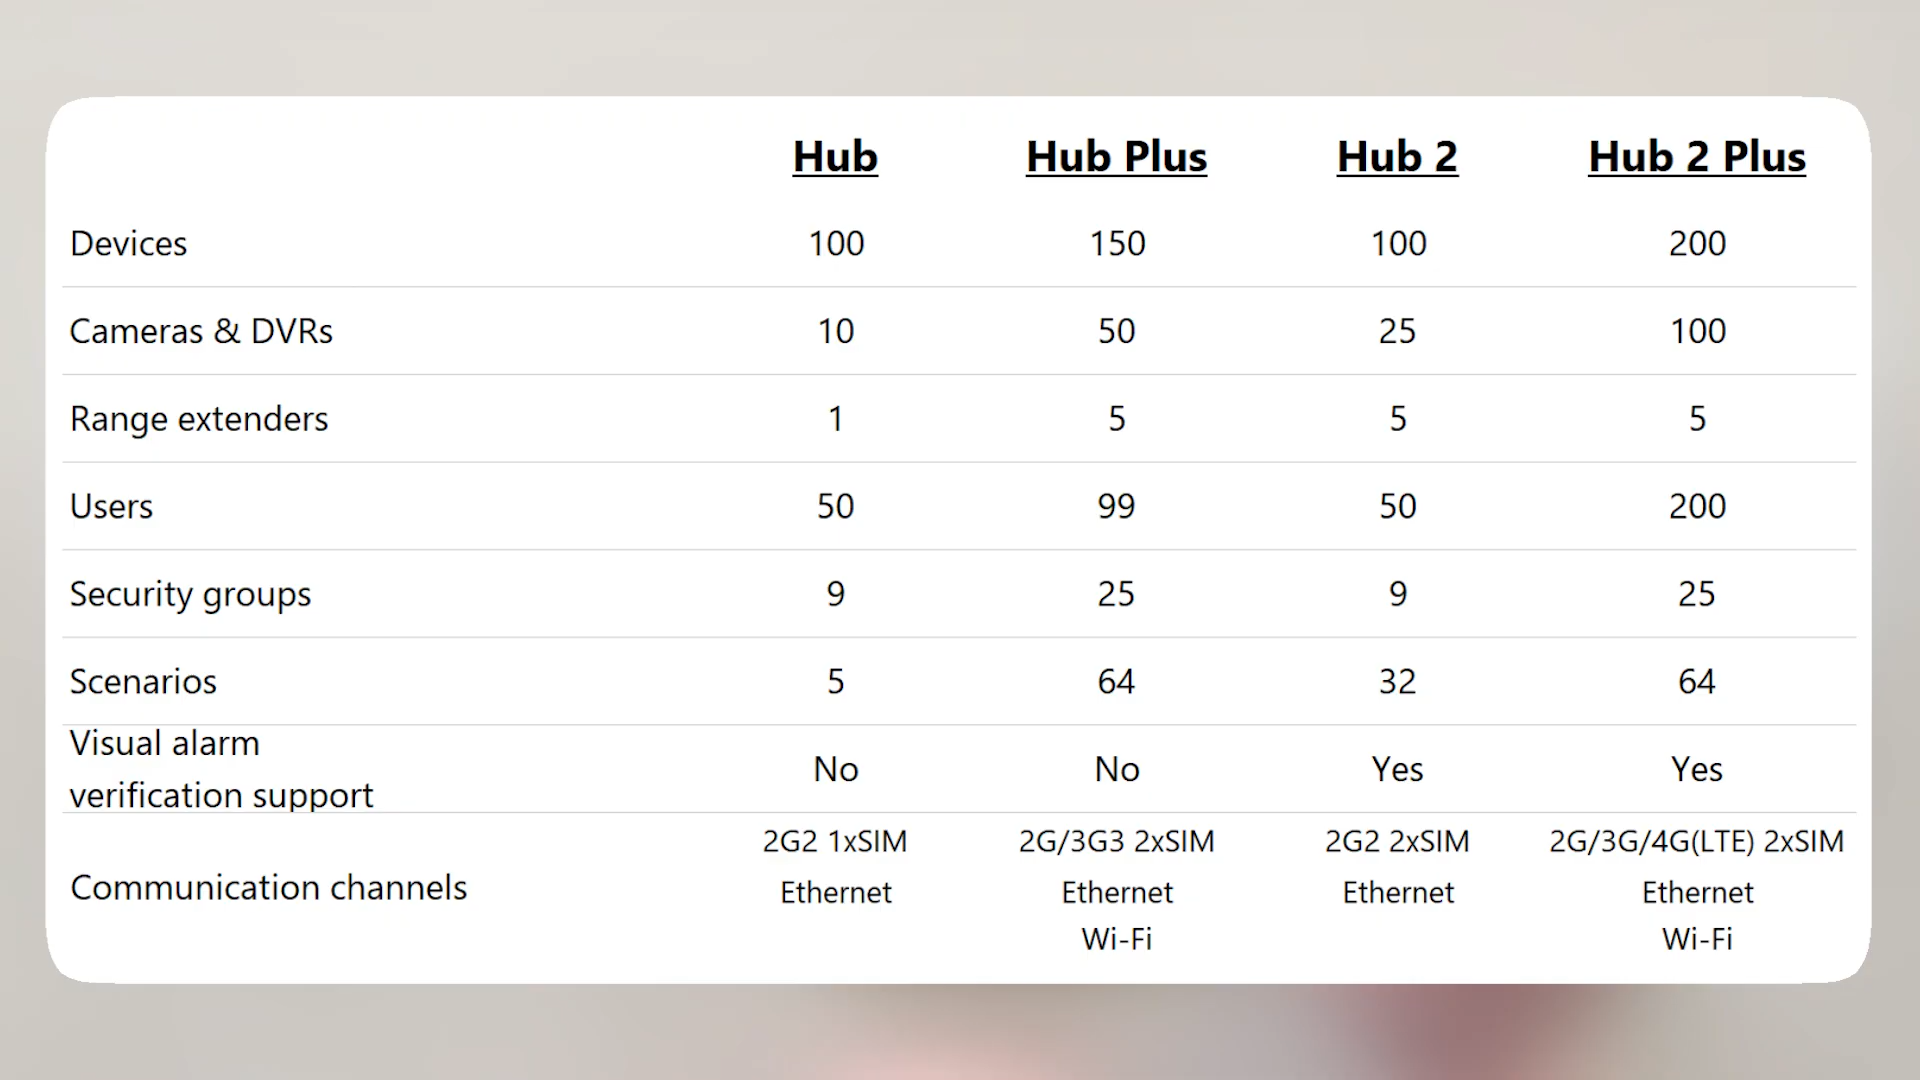 Hub Hub Plus Hub 2 Hub 2 Plus
Devices 100 150 100 200
Cameras & DVRs 10 50 25 100
Range extenders 1 5 5 5
Users 50 99 50 200
Security groups 9 25 9 25
Scenarios 5 64 32 64
Visual alarm
verification support No No Yes Yes
Communication channels
2G2 1xSIM 2G/3G3 2xSIM 2G2 2xSIM 2G/3G/4G(LTE) 2xSIM
Ethernet Ethernet Ethernet Ethernet
Wi-Fi Wi-Fi